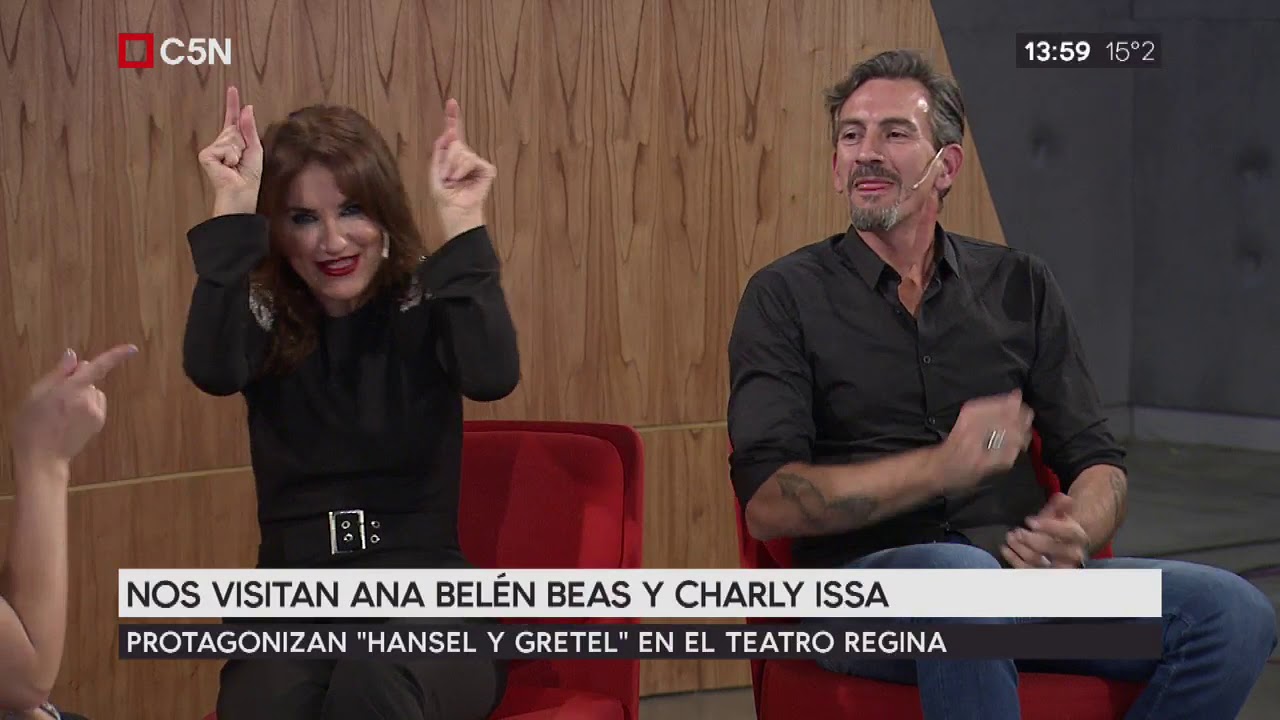 C5N
13:59 15°2
NOS VISITAN ANA BELÉN BEAS Y CHARLY ISSA
PROTAGONIZAN "HANSEL Y GRETEL" EN EL TEATRO REGINA